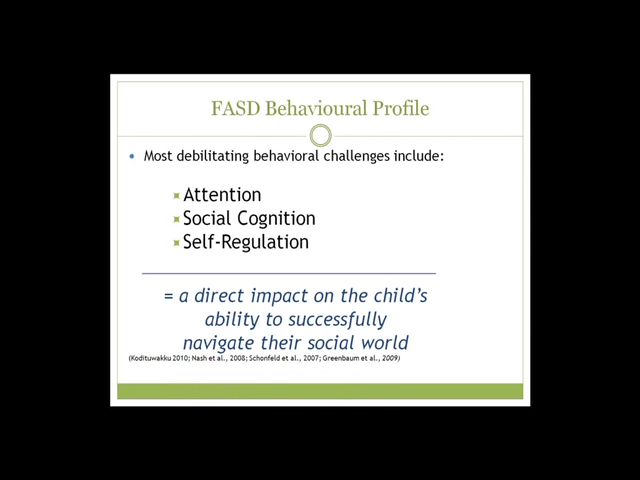 FASD Behavioural Profile
Most debilitating behavioral challenges include:
Attention
Social Cognition
Self-Regulation
= a direct impact on the child's
ability to successfully
navigate their social world
(Kodituwakku 2010; Nash et al., 2008; Schonfeld et al., 2007; Greenbaum et al., 2009)